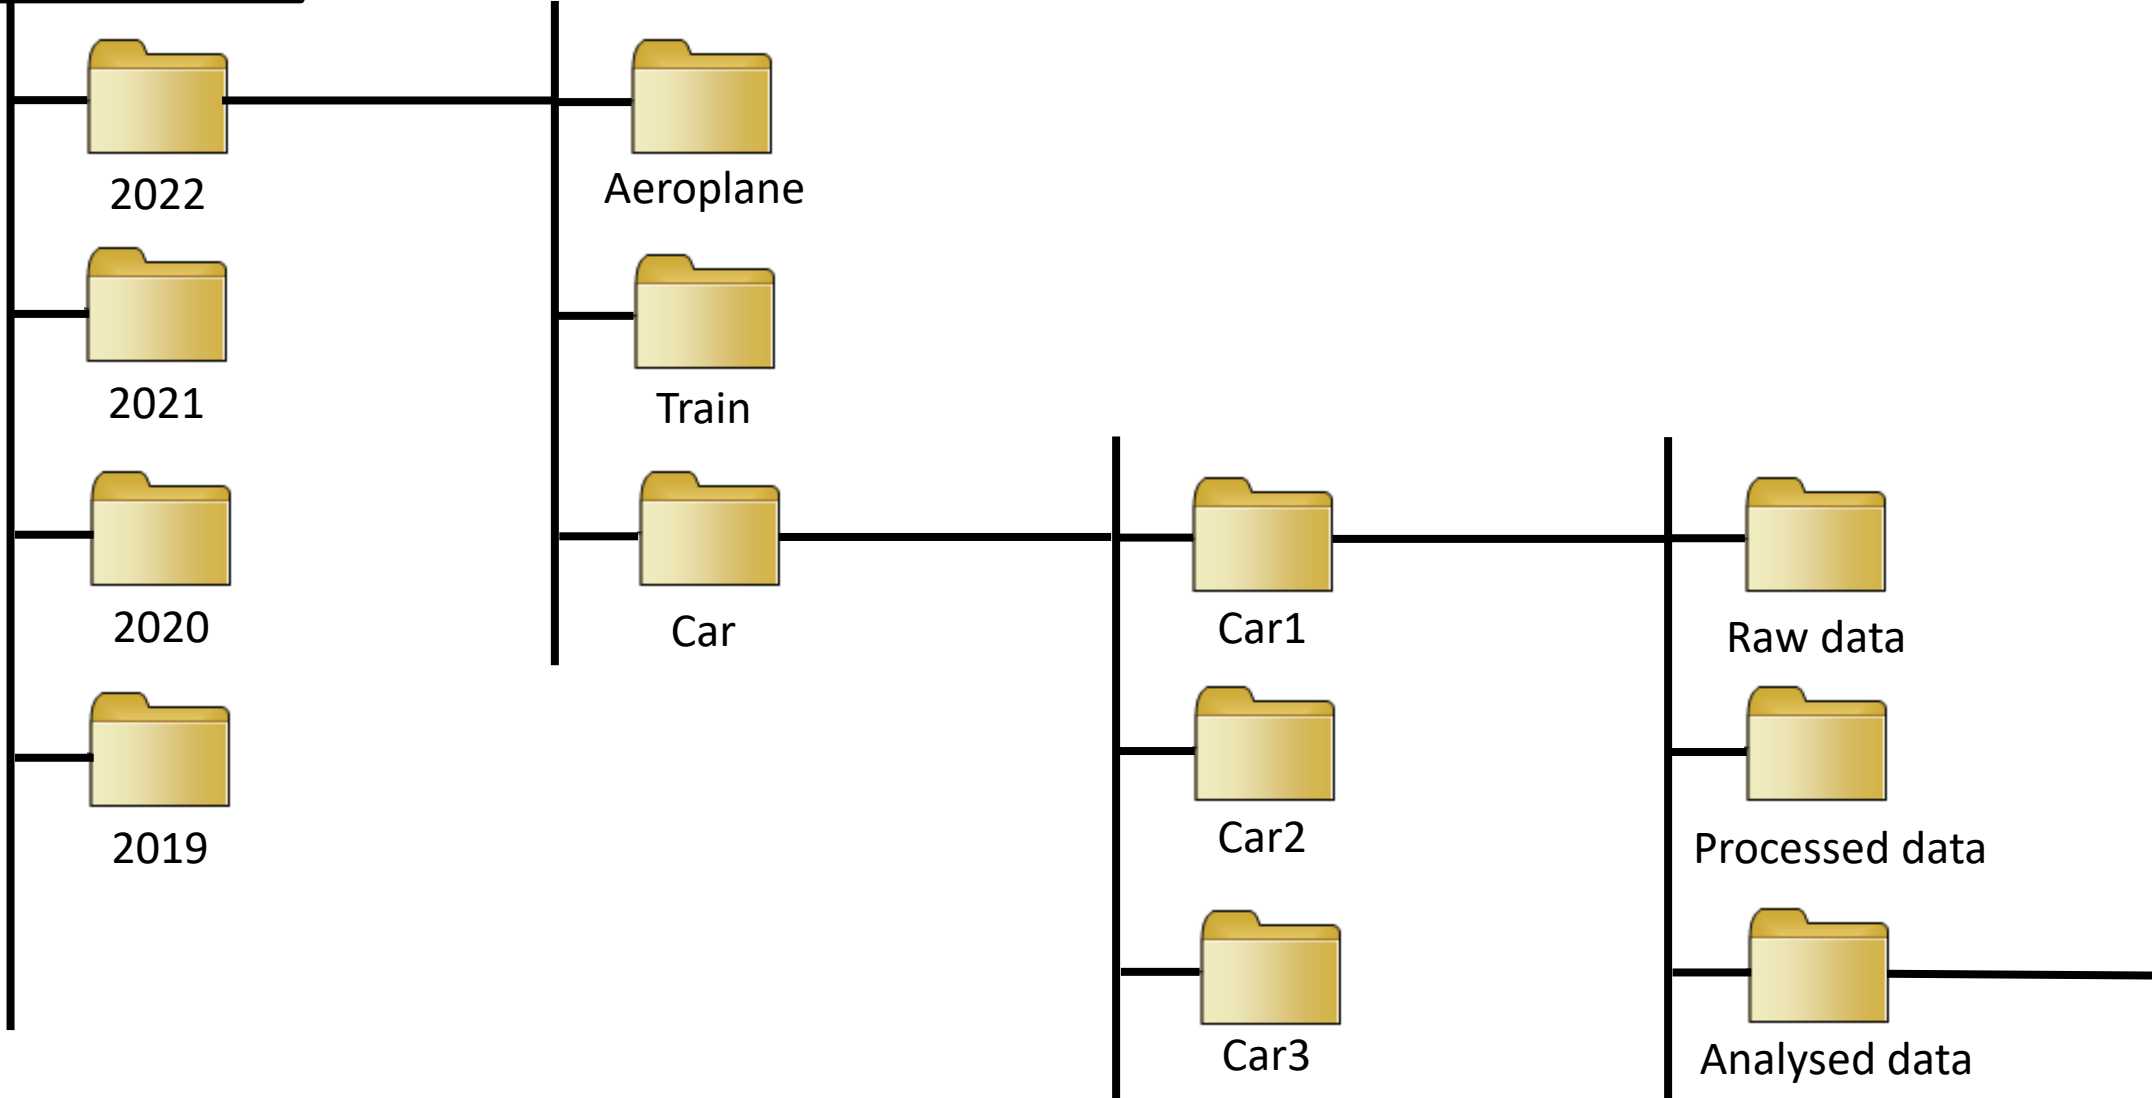 2022
Aeroplane
2021
Train
2020
Car
Car1
Raw data
2019
Car2
Processed data
Car3
Analysed data